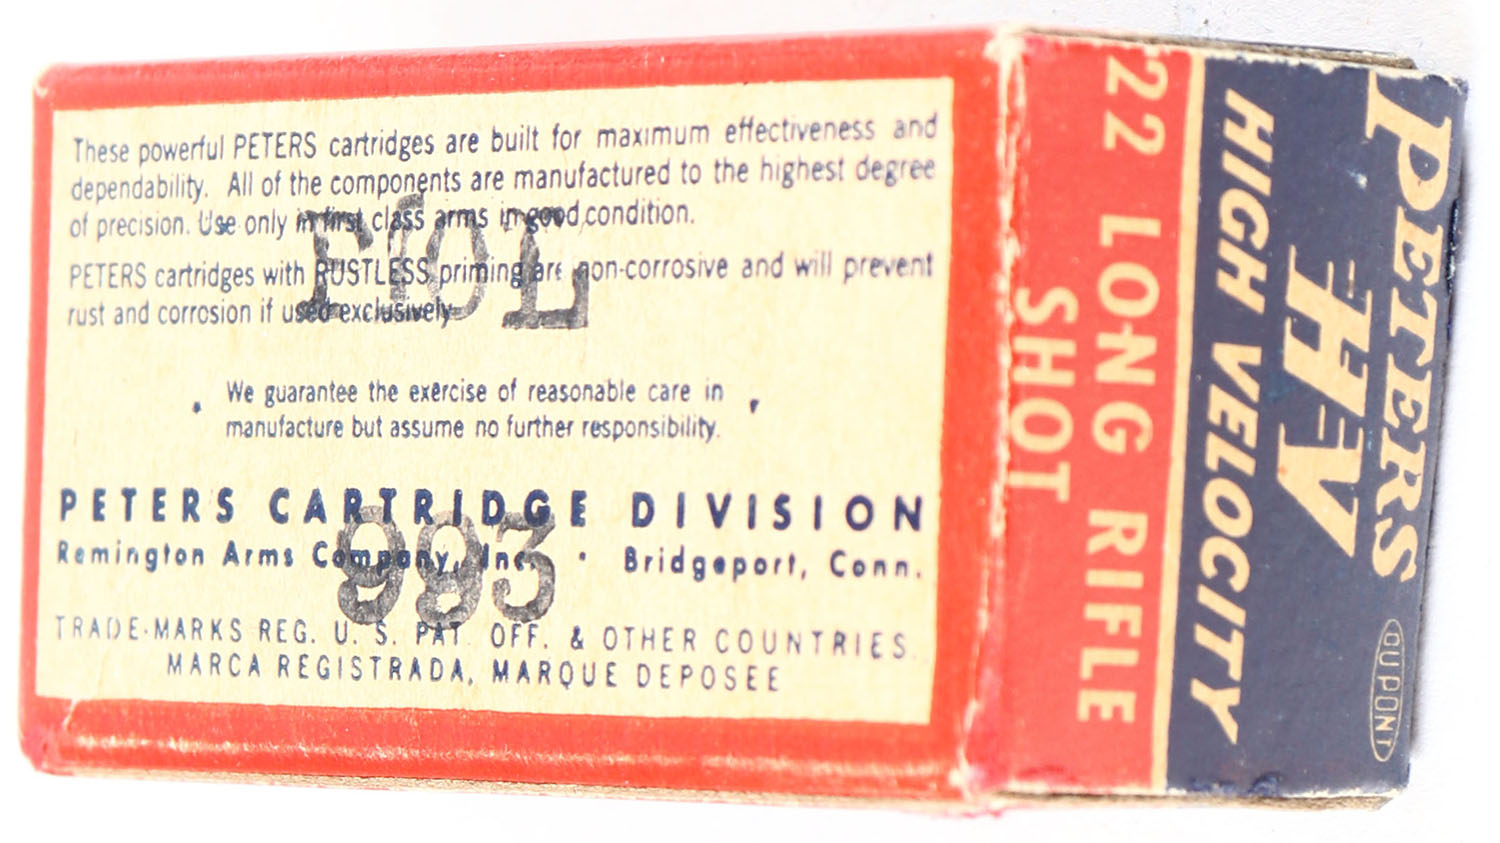 These powerful PETERS cartridges are built for maximum effectiveness and
dependability. All of the components are manufactured to the highest degree
of precision. Use only in first class arms in good condition.
PETERS cartridges with RUSTLESS priming are non-corrosive and will prevent
rust and corrosion if used exclusively
We guarantee the exercise of reasonable care in
manufacture but assume no further responsibility.
PETERS CARTRIDGE DIVISION
Remington Arms Company, Inc. · Bridgeport, Conn.
993
TRADE-MARKS REG. U. S. PAT. OFF. & OTHER COUNTRIES
MARCA REGISTRADA, MARQUE DEPOSEE
22 LONG RIFLE
SHOT
PETERS
HV
HIGH VELOCITY
DUPONT